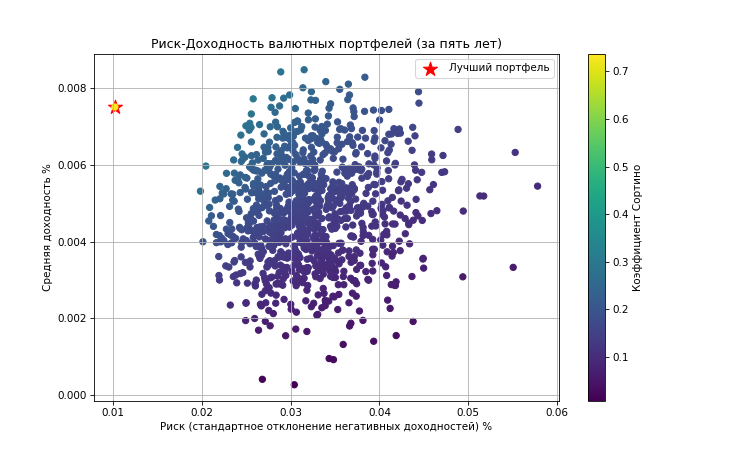 Риск-Доходность валютных портфелей (за пять лет)
Лучший портфель
Средняя доходность %
0.008
0.006
0.004
0.002
0.000
0.01 0.02 0.03 0.04 0.05 0.06
Риск (стандартное отклонение негативных доходностей) %
0.7
0.6
0.5
0.4
0.3
0.2
0.1
Коэффициент Сортино